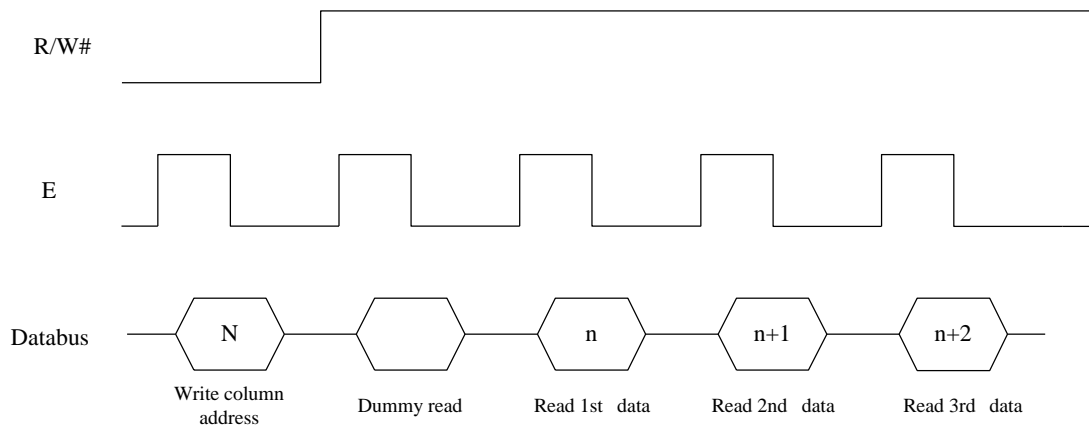 R/W#
E
Databus
N
n
n+1
n+2
Write column
address
Dummy read
Read 1st data
Read 2nd data
Read 3rd data